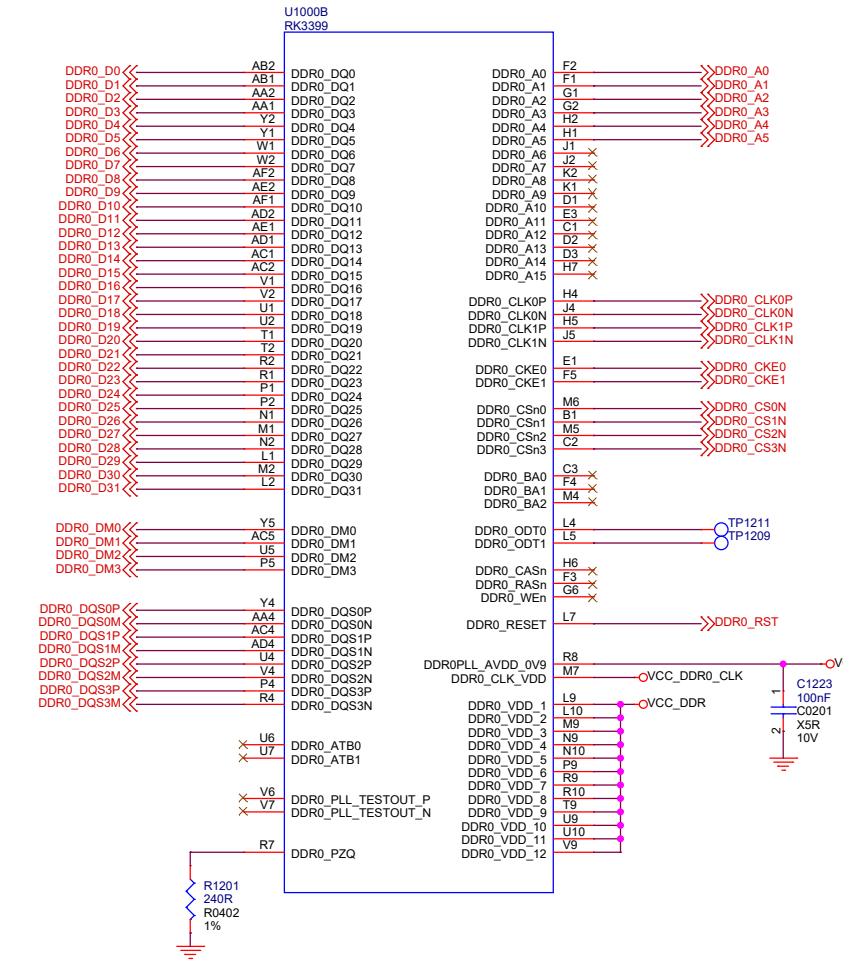 U1000B
RK3399
DDR0_D0 AB2 DDR0_DQ0
DDR0_D1 AB1 DDR0_DQ1
DDR0_D2 AA2 DDR0_DQ2
DDR0_D3 AA1 DDR0_DQ3
DDR0_D4 Y2 DDR0_DQ4
DDR0_D5 Y1 DDR0_DQ5
DDR0_D6 W1 DDR0_DQ6
DDR0_D7 W2 DDR0_DQ7
DDR0_D8 AF2 DDR0_DQ8
DDR0_D9 AE2 DDR0_DQ9
DDR0_D10 AF1 DDR0_DQ10
DDR0_D11 AD2 DDR0_DQ11
DDR0_D12 AE1 DDR0_DQ12
DDR0_D13 AD1 DDR0_DQ13
DDR0_D14 AC1 DDR0_DQ14
DDR0_D15 AC2 DDR0_DQ15
DDR0_D16 V1 DDR0_DQ16
DDR0_D17 V2 DDR0_DQ17
DDR0_D18 U1 DDR0_DQ18
DDR0_D19 U2 DDR0_DQ19
DDR0_D20 T1 DDR0_DQ20
DDR0_D21 T2 DDR0_DQ21
DDR0_D22 R2 DDR0_DQ22
DDR0_D23 R1 DDR0_DQ23
DDR0_D24 P1 DDR0_DQ24
DDR0_D25 P2 DDR0_DQ25
DDR0_D26 N1 DDR0_DQ26
DDR0_D27 M1 DDR0_DQ27
DDR0_D28 N2 DDR0_DQ28
DDR0_D29 L1 DDR0_DQ29
DDR0_D30 M2 DDR0_DQ30
DDR0_D31 L2 DDR0_DQ31
DDR0_DM0 Y5 DDR0_DM0
DDR0_DM1 AC5 DDR0_DM1
DDR0_DM2 U5 DDR0_DM2
DDR0_DM3 P5 DDR0_DM3
DDR0_DQS0P Y4 DDR0_DQS0P
DDR0_DQS0M AA4 DDR0_DQS0N
DDR0_DQS1P AC4 DDR0_DQS1P
DDR0_DQS1M AD4 DDR0_DQS1N
DDR0_DQS2P U4 DDR0_DQS2P
DDR0_DQS2M V4 DDR0_DQS2N
DDR0_DQS3P P4 DDR0_DQS3P
DDR0_DQS3M R4 DDR0_DQS3N
U6 DDR0_ATB0
U7 DDR0_ATB1
V6 DDR0_PLL_TESTOUT_P
V7 DDR0_PLL_TESTOUT_N
R7 DDR0_PZQ
R1201
240R
R0402
1%
DDR0_A0 F2 DDR0_A0
DDR0_A1 F1 DDR0_A1
DDR0_A2 G1 DDR0_A2
DDR0_A3 G2 DDR0_A3
DDR0_A4 H2 DDR0_A4
DDR0_A5 H1 DDR0_A5
DDR0_A6 J1
DDR0_A7 J2
DDR0_A8 K2
DDR0_A9 K1
DDR0_A10 D1
DDR0_A11 E3
DDR0_A12 C1
DDR0_A13 D2
DDR0_A14 D3
DDR0_A15 H7
DDR0_CLK0P H4 DDR0_CLK0P
DDR0_CLK0N J4 DDR0_CLK0N
DDR0_CLK1P H5 DDR0_CLK1P
DDR0_CLK1N J5 DDR0_CLK1N
DDR0_CKE0 E1 DDR0_CKE0
DDR0_CKE1 F5 DDR0_CKE1
DDR0_CSn0 M6 DDR0_CS0N
DDR0_CSn1 B1 DDR0_CS1N
DDR0_CSn2 M5 DDR0_CS2N
DDR0_CSn3 C2 DDR0_CS3N
DDR0_BA0 C3
DDR0_BA1 F4
DDR0_BA2 M4
DDR0_ODT0 L4 TP1211
DDR0_ODT1 L5 TP1209
DDR0_CASn H6
DDR0_RASn F3
DDR0_WEn G6
DDR0_RESET L7 DDR0_RST
DDR0PLL_AVDD_0V9 R8 V
DDR0_CLK_VDD M7 VCC_DDR0_CLK
DDR0_VDD_1 L9 VCC_DDR
DDR0_VDD_2 L10
DDR0_VDD_3 M9
DDR0_VDD_4 N9
DDR0_VDD_5 N10
DDR0_VDD_6 P9
DDR0_VDD_7 R9
DDR0_VDD_8 R10
DDR0_VDD_9 T9
DDR0_VDD_10 U9
DDR0_VDD_11 U10
DDR0_VDD_12 V9
1
2
C1223
100nF
C0201
X5R
10V